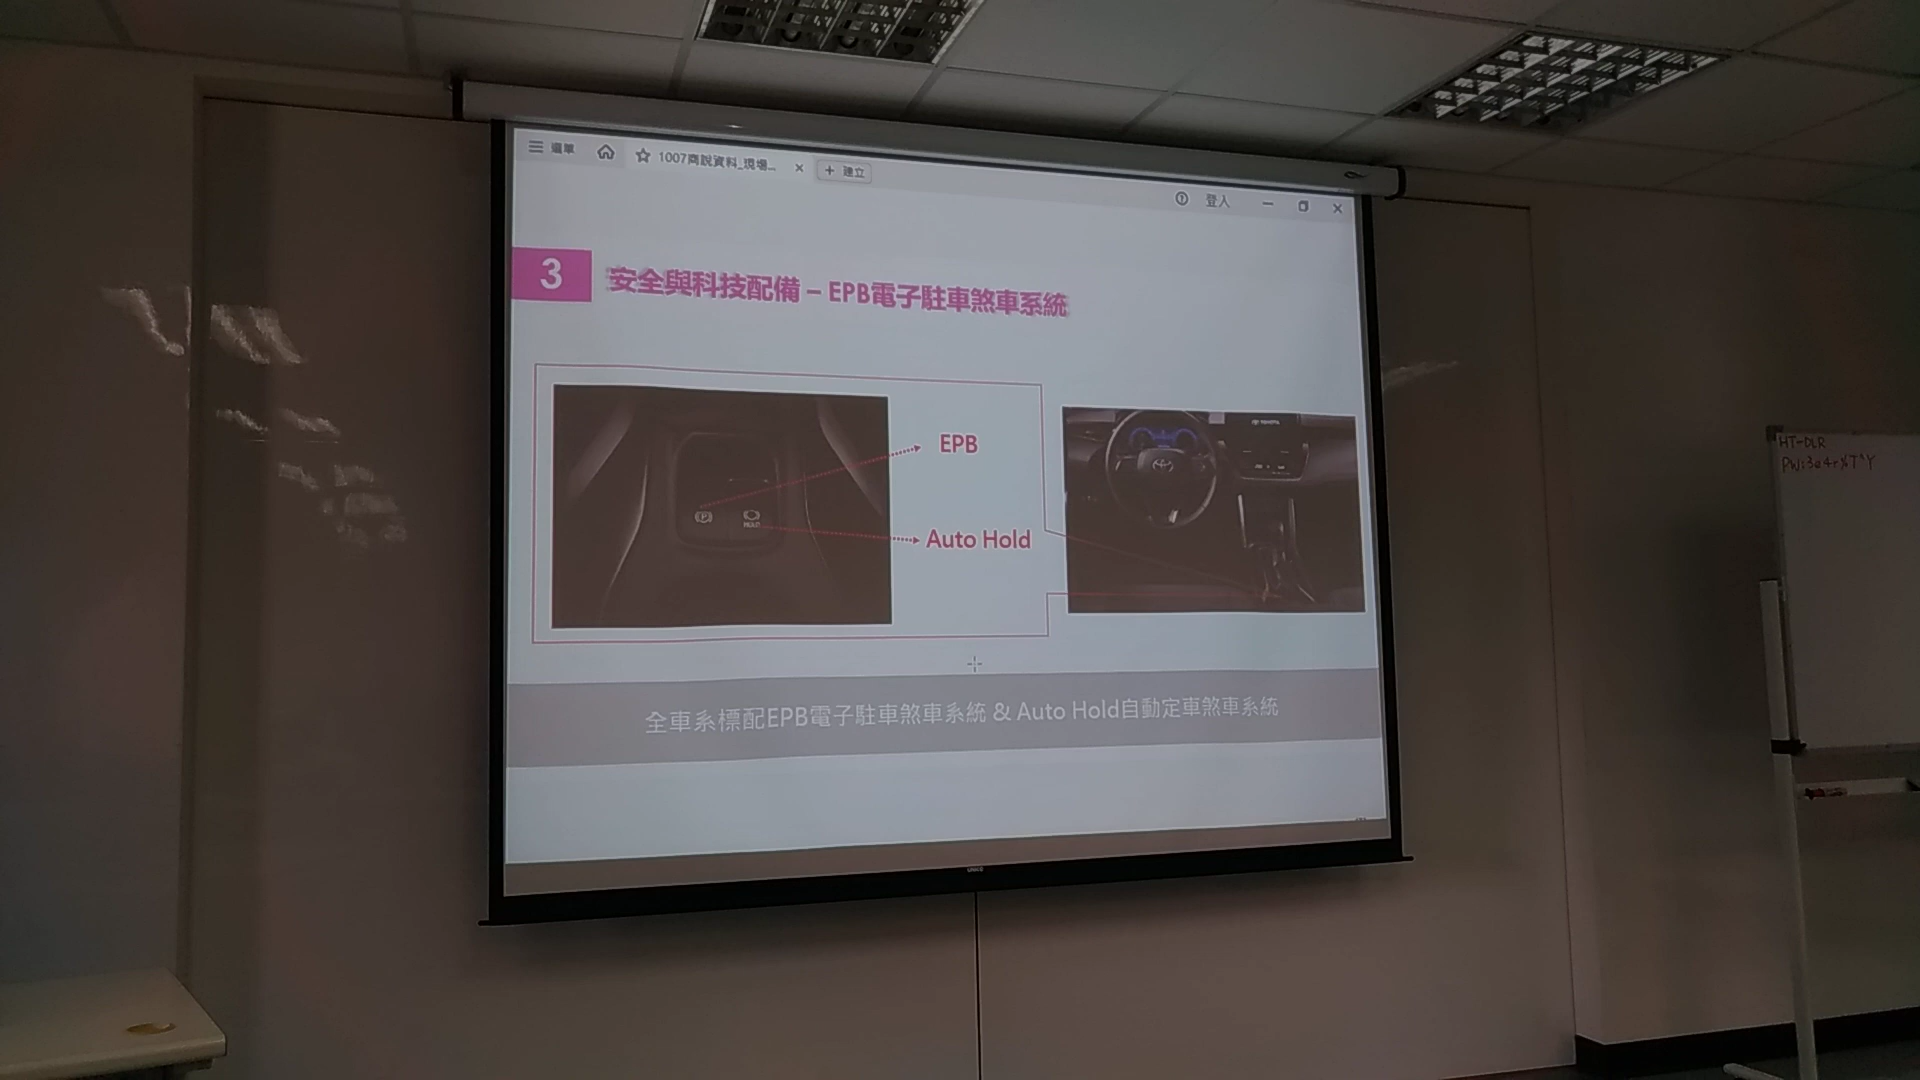 選單
1007商說資料_現場...
+ 建立
登入
3
安全與科技配備 – EPB電子駐車煞車系統
EPB
Auto Hold
HOLD
TOYOTA
全車系標配EPB電子駐車煞車系統 & Auto Hold自動定車煞車系統
HT-DLR